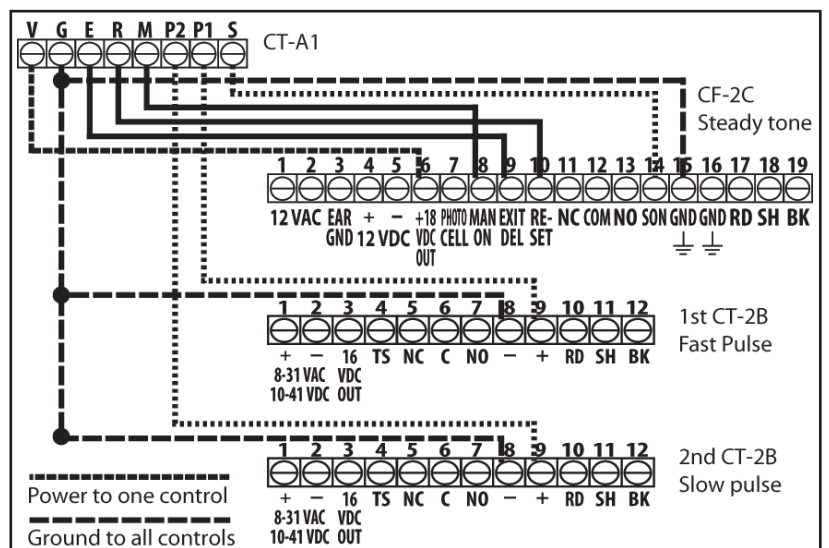 V G E R M P2 P1 S
CT-A1
CF-2C
Steady tone
1 2 3 4 5 6 7 8 9 10 11 12 13 14 15 16 17 18 19
12 VAC EAR + − +18 PHOTO MAN EXIT RE- NC COM NO SON GND GND RD SH BK
GND 12 VDC VDC CELL ON DEL SET
OUT
1 2 3 4 5 6 7 8 9 10 11 12
1st CT-2B
Fast Pulse
+ − 16 TS NC C NO − + RD SH BK
8-31 VAC VDC
10-41 VDC OUT
1 2 3 4 5 6 7 8 9 10 11 12
2nd CT-2B
Slow pulse
+ − 16 TS NC C NO − + RD SH BK
8-31 VAC VDC
10-41 VDC OUT
Power to one control
Ground to all controls